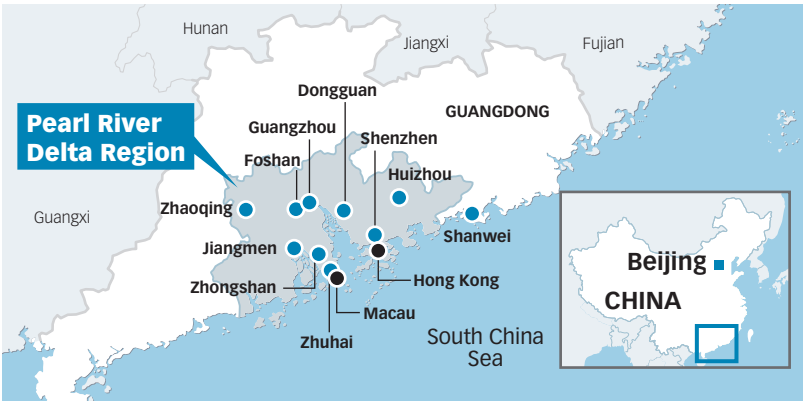 Hunan
Jiangxi
Fujian
Dongguan
GUANGDONG
Pearl River
Delta Region
Guangzhou
Shenzhen
Foshan
Huizhou
Zhaoqing
Guangxi
Shanwei
Jiangmen
Beijing
Hong Kong
Zhongshan
CHINA
Macau
Zhuhai
South China
Sea